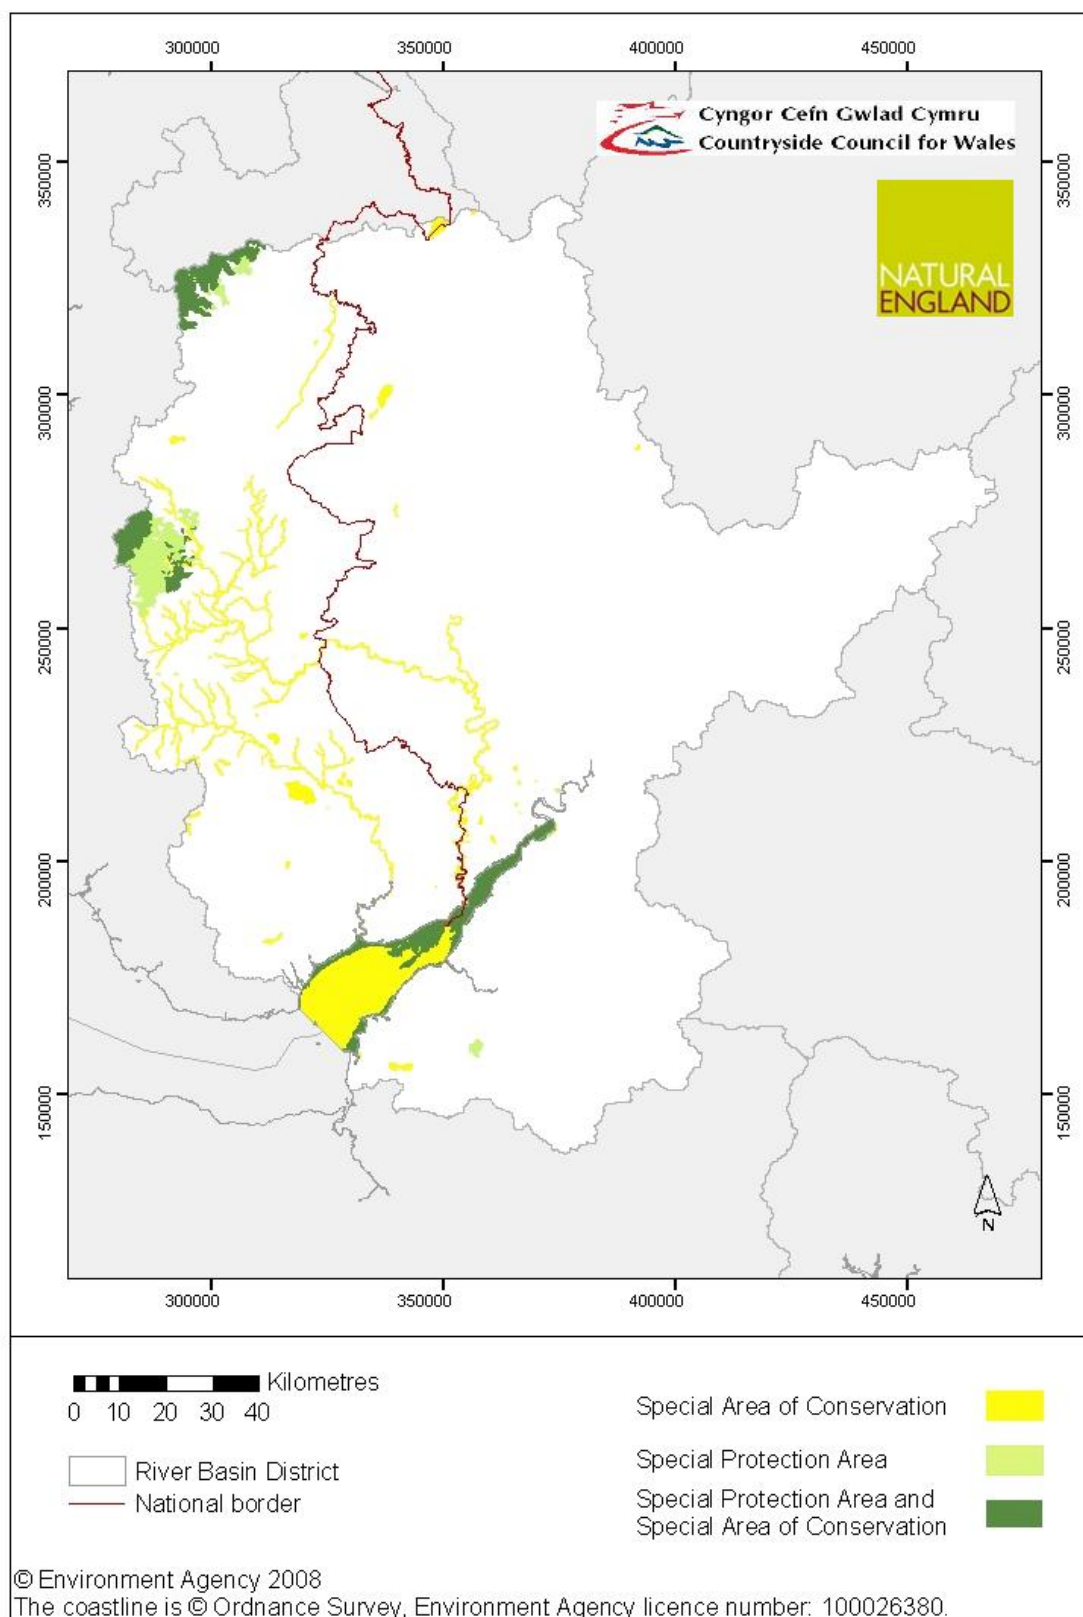 300000 350000 400000 450000
Cyngor Cefn Gwlad Cymru
Countryside Council for Wales
350000 350000
NATURAL
ENGLAND
300000 300000
250000 250000
200000 200000
150000 150000
N
300000 350000 400000 450000
Kilometres
0 10 20 30 40
River Basin District
National border
Special Area of Conservation
Special Protection Area
Special Protection Area and
Special Area of Conservation
© Environment Agency 2008
The coastline is © Ordnance Survey, Environment Agency licence number: 100026380.